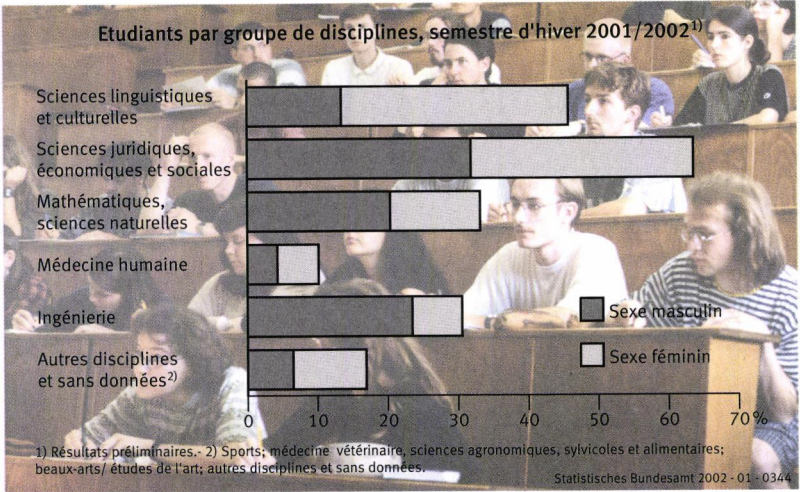 Etudiants par groupe de disciplines, semestre d'hiver 2001/2002¹⁾
Sciences linguistiques
et culturelles
Sciences juridiques,
économiques et sociales
Mathématiques,
sciences naturelles
Médecine humaine
Ingénierie
Autres disciplines
et sans données²⁾
Sexe masculin
Sexe féminin
0 10 20 30 40 50 60 70 %
1) Résultats préliminaires.- 2) Sports; médecine vétérinaire, sciences agronomiques, sylvicoles et alimentaires;
beaux-arts/ études de l'art; autres disciplines et sans données.
Statistisches Bundesamt 2002 - 01 - 0344